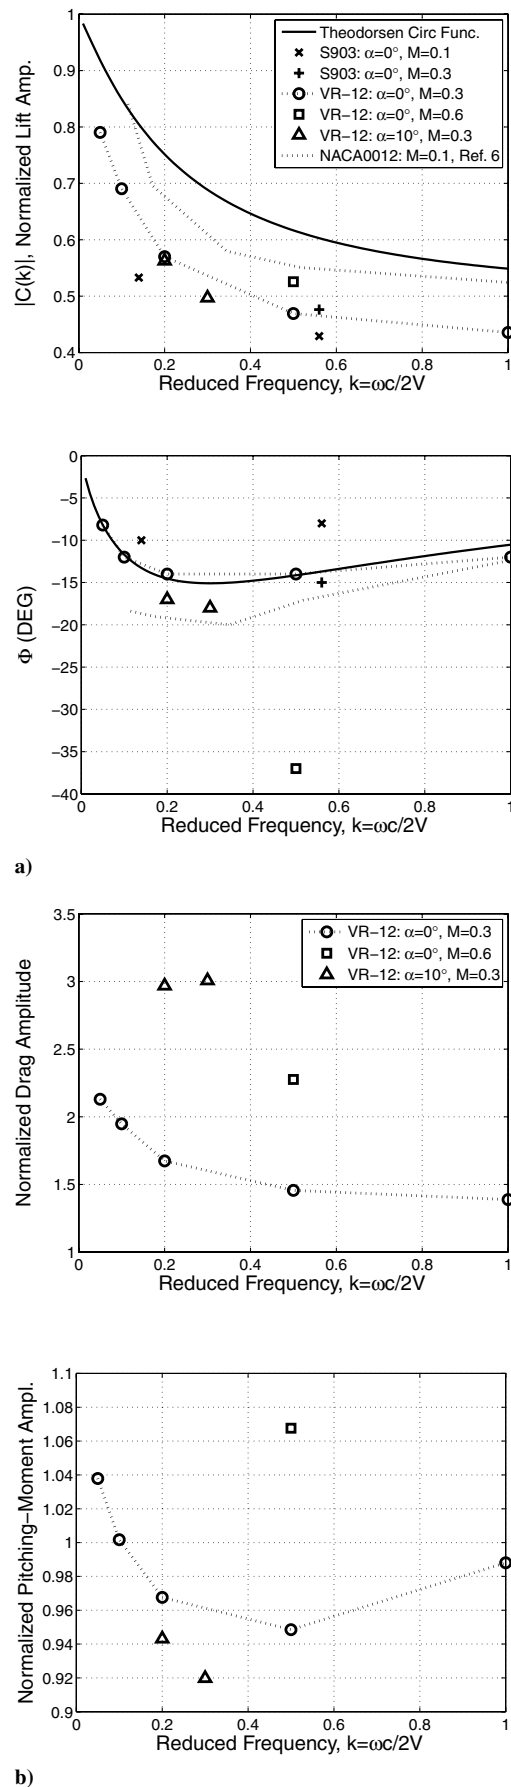 1
0.9
0.8
0.7
0.6
0.5
0.4
0
0.2
0.4
0.6
0.8
1
|C(k)|, Normalized Lift Amp.
Reduced Frequency, k=ωc/2V
Theodorsen Circ Func.
S903: α=0°, M=0.1
S903: α=0°, M=0.3
VR−12: α=0°, M=0.3
VR−12: α=0°, M=0.6
VR−12: α=10°, M=0.3
NACA0012: M=0.1, Ref. 6
0
−5
−10
−15
−20
−25
−30
−35
−40
0
0.2
0.4
0.6
0.8
1
Φ (DEG)
Reduced Frequency, k=ωc/2V
a)
3.5
3
2.5
2
1.5
1
0
0.2
0.4
0.6
0.8
1
Normalized Drag Amplitude
Reduced Frequency, k=ωc/2V
VR−12: α=0°, M=0.3
VR−12: α=0°, M=0.6
VR−12: α=10°, M=0.3
1.1
1.08
1.06
1.04
1.02
1
0.98
0.96
0.94
0.92
0.9
0
0.2
0.4
0.6
0.8
1
Normalized Pitching−Moment Ampl.
Reduced Frequency, k=ωc/2V
b)